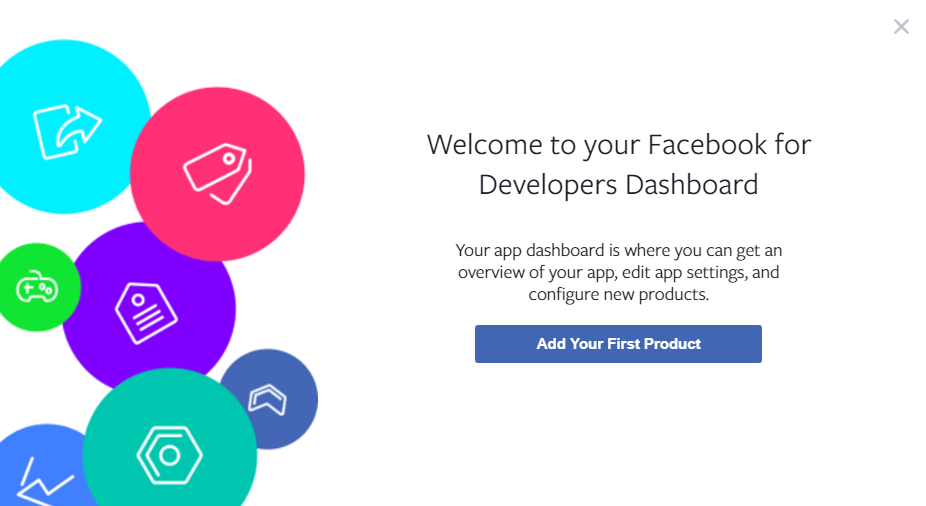 Welcome to your Facebook for
Developers Dashboard
Your app dashboard is where you can get an
overview of your app, edit app settings, and
configure new products.
Add Your First Product